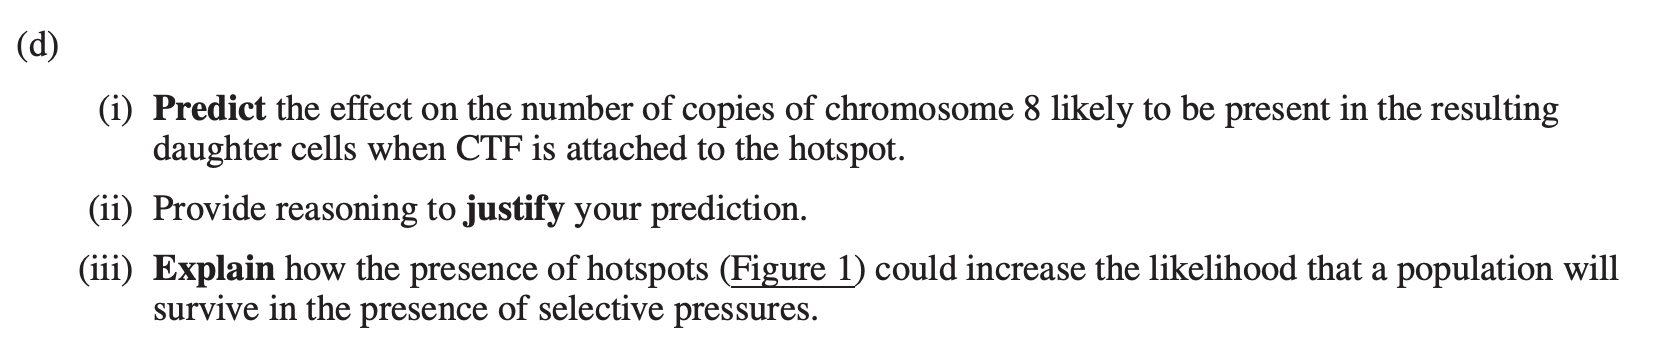 (d)
(i) Predict the effect on the number of copies of chromosome 8 likely to be present in the resulting
daughter cells when CTF is attached to the hotspot.
(ii) Provide reasoning to justify your prediction.
(iii) Explain how the presence of hotspots (Figure 1) could increase the likelihood that a population will
survive in the presence of selective pressures.